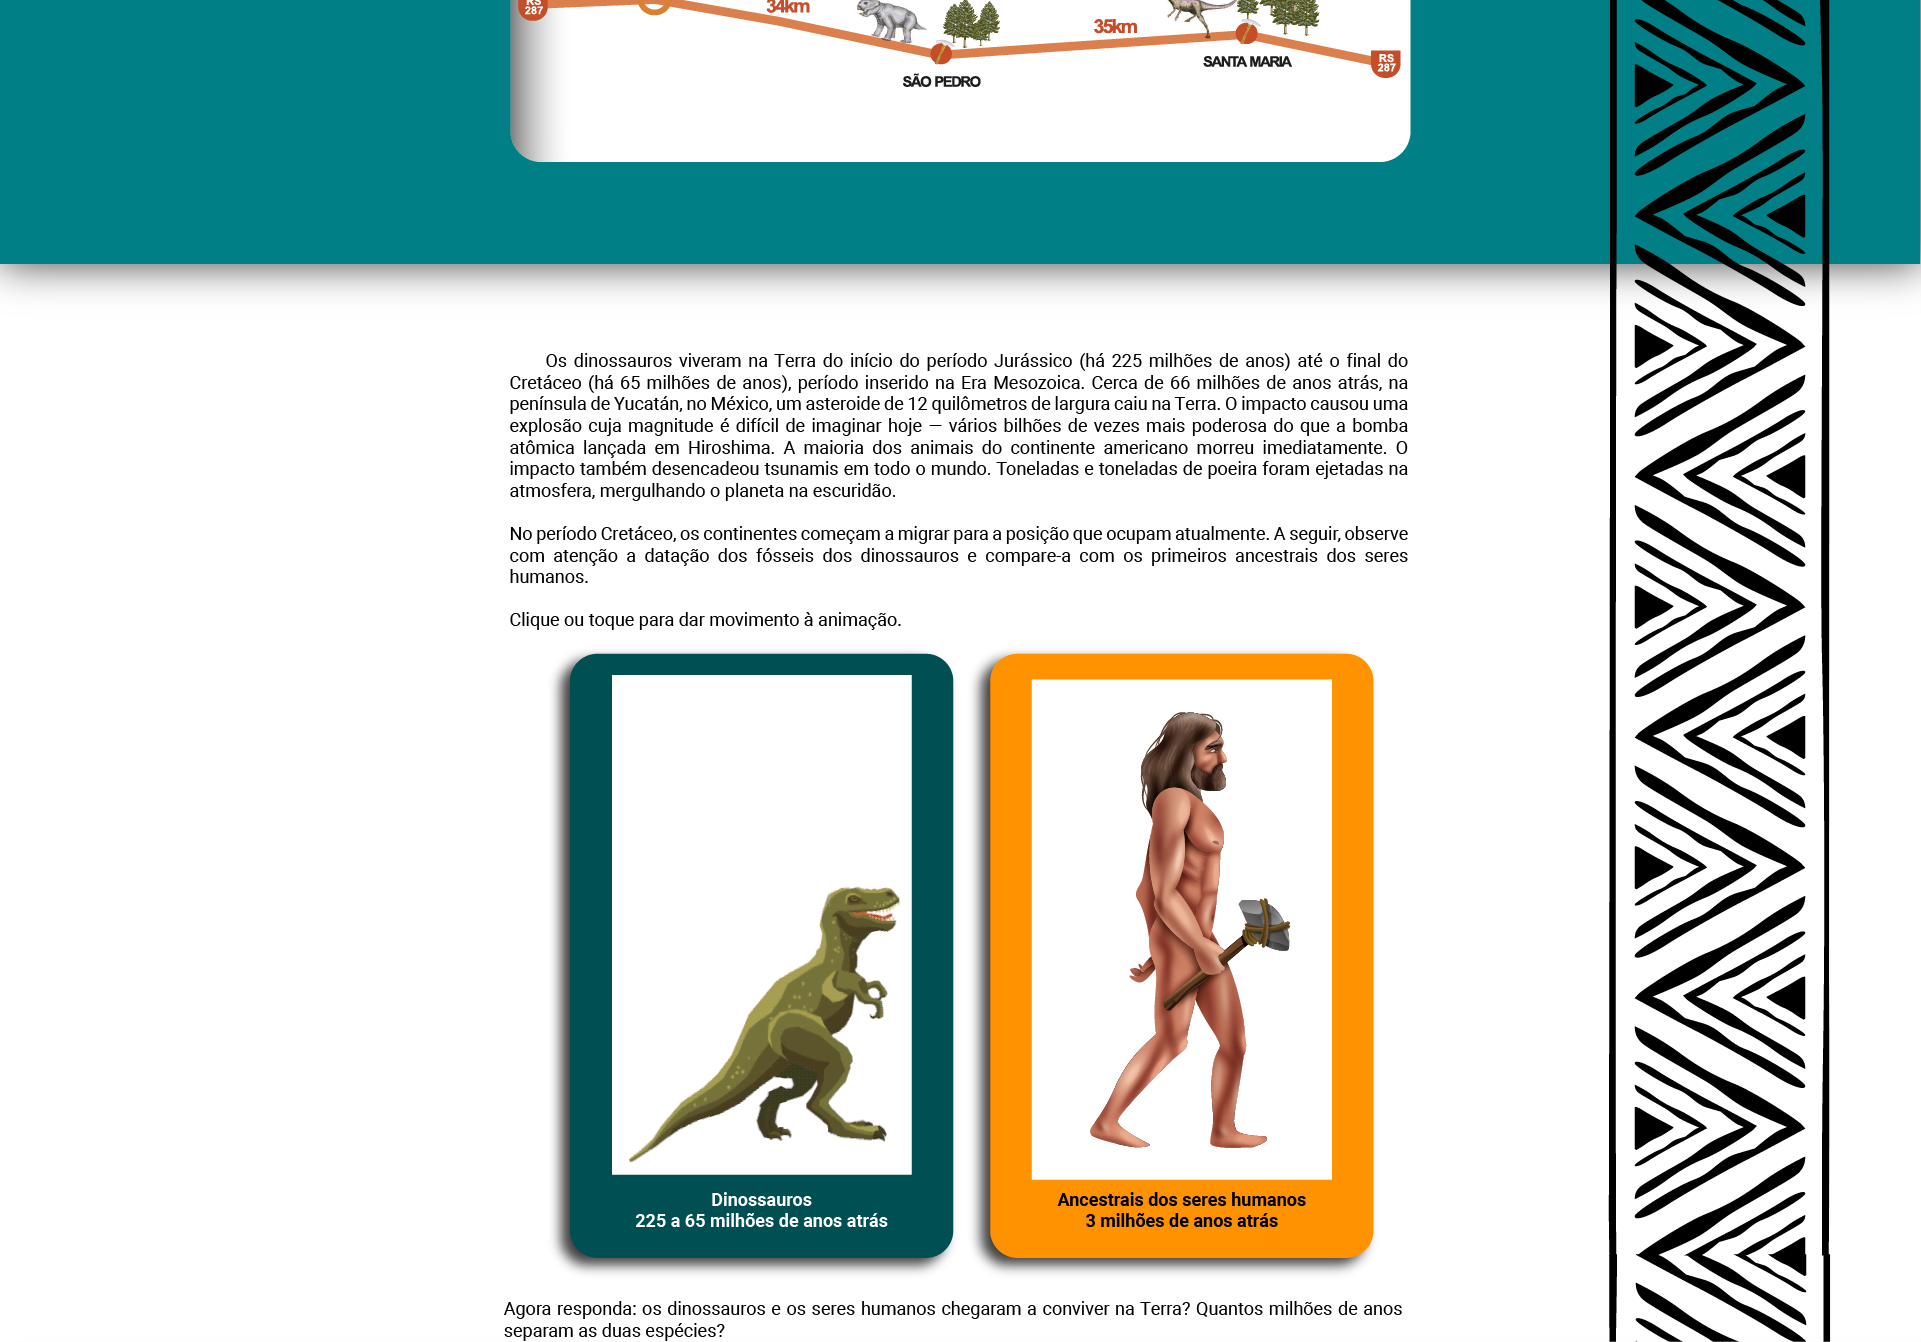 RS
287
34km
35km
SANTA MARIA
RS
287
SÃO PEDRO
Os dinossauros viveram na Terra do início do período Jurássico (há 225 milhões de anos) até o final do
Cretáceo (há 65 milhões de anos), período inserido na Era Mesozoica. Cerca de 66 milhões de anos atrás, na
península de Yucatán, no México, um asteroide de 12 quilômetros de largura caiu na Terra. O impacto causou uma
explosão cuja magnitude é difícil de imaginar hoje — vários bilhões de vezes mais poderosa do que a bomba
atômica lançada em Hiroshima. A maioria dos animais do continente americano morreu imediatamente. O
impacto também desencadeou tsunamis em todo o mundo. Toneladas e toneladas de poeira foram ejetadas na
atmosfera, mergulhando o planeta na escuridão.
No período Cretáceo, os continentes começam a migrar para a posição que ocupam atualmente. A seguir, observe
com atenção a datação dos fósseis dos dinossauros e compare-a com os primeiros ancestrais dos seres
humanos.
Clique ou toque para dar movimento à animação.
Dinossauros
225 a 65 milhões de anos atrás
Ancestrais dos seres humanos
3 milhões de anos atrás
Agora responda: os dinossauros e os seres humanos chegaram a conviver na Terra? Quantos milhões de anos
separam as duas espécies?